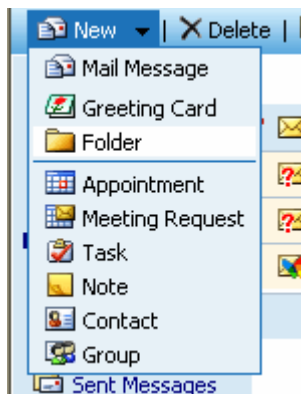 New | Delete |
Mail Message
Greeting Card
Folder
Appointment
Meeting Request
Task
Note
Contact
Group
Sent Messages